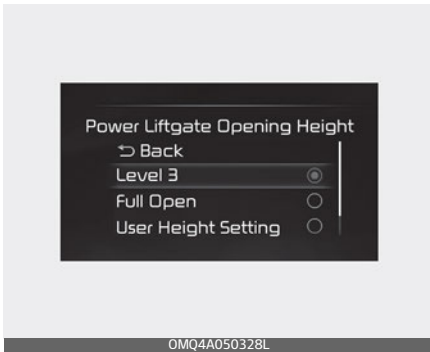 Power Liftgate Opening Height
Back
Level 3
Full Open
User Height Setting
OMQ4A050328L